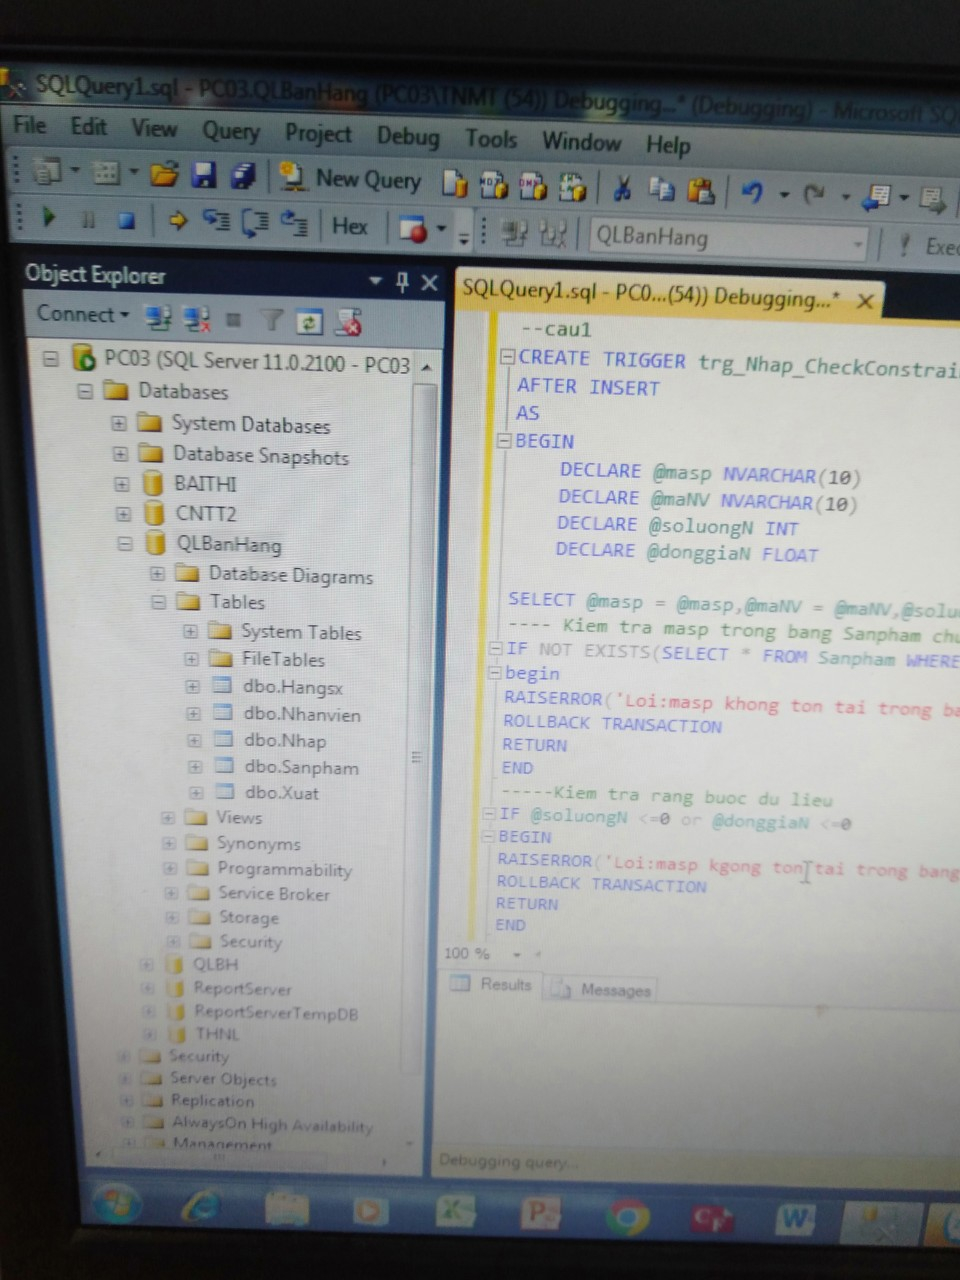 SQLQuery1.sql - PC03.QLBanHang (PC03\TNMT (54)) Debugging...* (Debugging) - Microsoft SQ
File Edit View Query Project Debug Tools Window Help
New Query
Hex
QLBanHang
Exec
Object Explorer
Connect
PC03 (SQL Server 11.0.2100 - PC03
Databases
System Databases
Database Snapshots
BAITHI
CNTT2
QLBanHang
Database Diagrams
Tables
System Tables
FileTables
dbo.Hangsx
dbo.Nhanvien
dbo.Nhap
dbo.Sanpham
dbo.Xuat
Views
Synonyms
Programmability
Service Broker
Storage
Security
QLBH
ReportServer
ReportServerTempDB
THNL
Security
Server Objects
Replication
AlwaysOn High Availability
Management
SQLQuery1.sql - PC0...(54)) Debugging...*
--cau1
CREATE TRIGGER trg_Nhap_CheckConstrai
AFTER INSERT
AS
BEGIN
DECLARE @masp NVARCHAR(10)
DECLARE @maNV NVARCHAR(10)
DECLARE @soluongN INT
DECLARE @donggiaN FLOAT
SELECT @masp = @masp,@maNV = @maNV,@solu
---- Kiem tra masp trong bang Sanpham chu
IF NOT EXISTS(SELECT * FROM Sanpham WHERE
begin
RAISERROR('Loi:masp khong ton tai trong ba
ROLLBACK TRANSACTION
RETURN
END
-----Kiem tra rang buoc du lieu
IF @soluongN <=0 or @donggiaN <=0
BEGIN
RAISERROR('Loi:masp kgong ton tai trong bang
ROLLBACK TRANSACTION
RETURN
END
100 %
Results Messages
Debugging query...